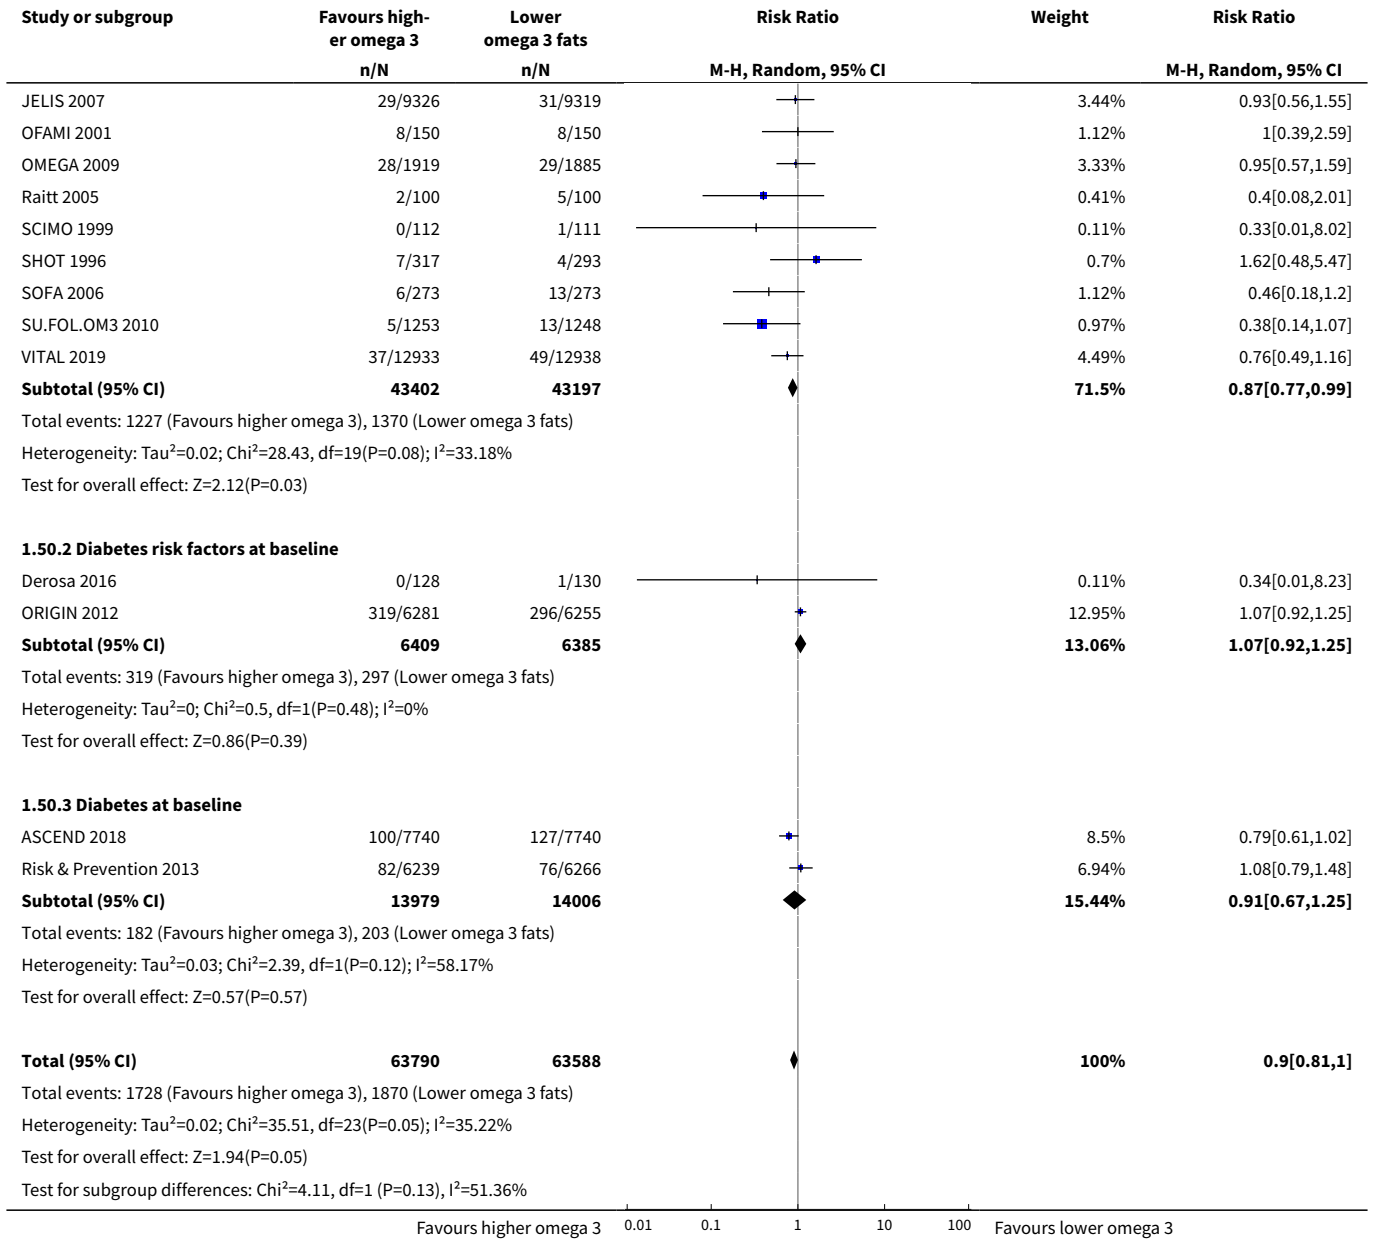 Study or subgroup Favours high- Lower Risk Ratio Weight Risk Ratio
er omega 3 omega 3 fats
n/N n/N M-H, Random, 95% CI M-H, Random, 95% CI
JELIS 2007 29/9326 31/9319 3.44% 0.93[0.56,1.55]
OFAMI 2001 8/150 8/150 1.12% 1[0.39,2.59]
OMEGA 2009 28/1919 29/1885 3.33% 0.95[0.57,1.59]
Raitt 2005 2/100 5/100 0.41% 0.4[0.08,2.01]
SCIMO 1999 0/112 1/111 0.11% 0.33[0.01,8.02]
SHOT 1996 7/317 4/293 0.7% 1.62[0.48,5.47]
SOFA 2006 6/273 13/273 1.12% 0.46[0.18,1.2]
SU.FOL.OM3 2010 5/1253 13/1248 0.97% 0.38[0.14,1.07]
VITAL 2019 37/12933 49/12938 4.49% 0.76[0.49,1.16]
Subtotal (95% CI) 43402 43197 71.5% 0.87[0.77,0.99]
Total events: 1227 (Favours higher omega 3), 1370 (Lower omega 3 fats)
Heterogeneity: Tau²=0.02; Chi²=28.43, df=19(P=0.08); I²=33.18%
Test for overall effect: Z=2.12(P=0.03)
1.50.2 Diabetes risk factors at baseline
Derosa 2016 0/128 1/130 0.11% 0.34[0.01,8.23]
ORIGIN 2012 319/6281 296/6255 12.95% 1.07[0.92,1.25]
Subtotal (95% CI) 6409 6385 13.06% 1.07[0.92,1.25]
Total events: 319 (Favours higher omega 3), 297 (Lower omega 3 fats)
Heterogeneity: Tau²=0; Chi²=0.5, df=1(P=0.48); I²=0%
Test for overall effect: Z=0.86(P=0.39)
1.50.3 Diabetes at baseline
ASCEND 2018 100/7740 127/7740 8.5% 0.79[0.61,1.02]
Risk & Prevention 2013 82/6239 76/6266 6.94% 1.08[0.79,1.48]
Subtotal (95% CI) 13979 14006 15.44% 0.91[0.67,1.25]
Total events: 182 (Favours higher omega 3), 203 (Lower omega 3 fats)
Heterogeneity: Tau²=0.03; Chi²=2.39, df=1(P=0.12); I²=58.17%
Test for overall effect: Z=0.57(P=0.57)
Total (95% CI) 63790 63588 100% 0.9[0.81,1]
Total events: 1728 (Favours higher omega 3), 1870 (Lower omega 3 fats)
Heterogeneity: Tau²=0.02; Chi²=35.51, df=23(P=0.05); I²=35.22%
Test for overall effect: Z=1.94(P=0.05)
Test for subgroup differences: Chi²=4.11, df=1 (P=0.13), I²=51.36%
Favours higher omega 3 0.01 0.1 1 10 100 Favours lower omega 3